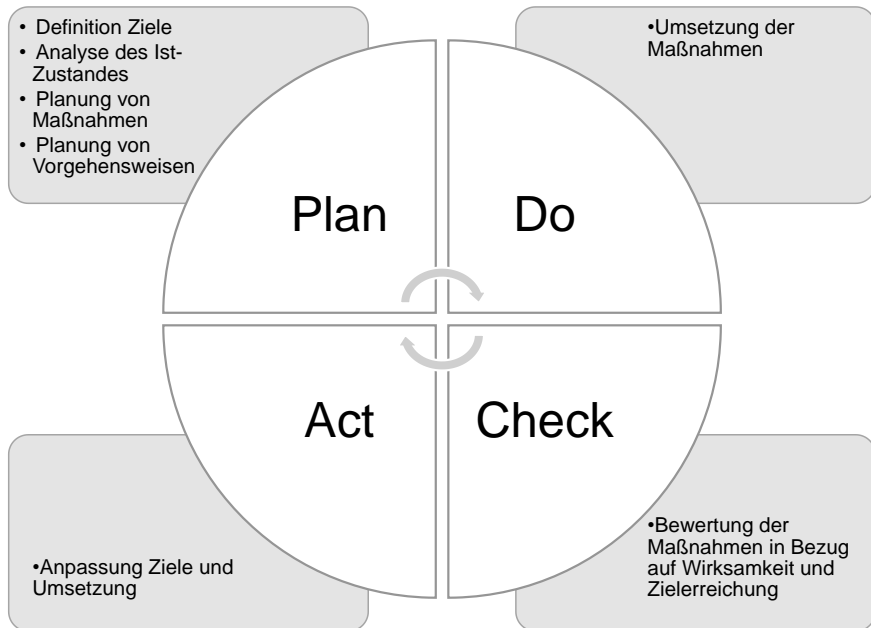 • Definition Ziele
• Analyse des Ist-
Zustandes
• Planung von
Maßnahmen
• Planung von
Vorgehensweisen
•Umsetzung der
Maßnahmen
Plan
Do
Act
Check
•Anpassung Ziele und
Umsetzung
•Bewertung der
Maßnahmen in Bezug
auf Wirksamkeit und
Zielerreichung